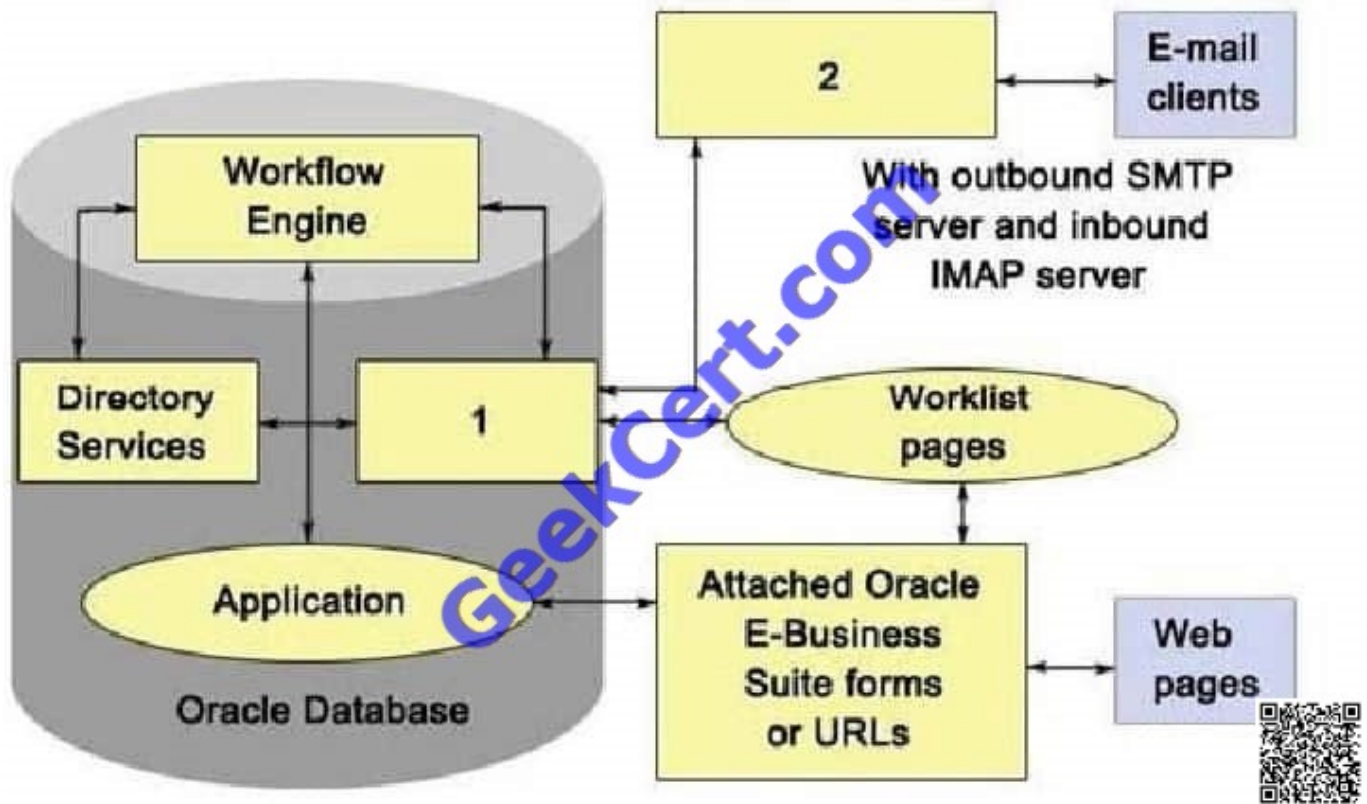 2
E-mail
clients
With outbound SMTP
server and inbound
IMAP server
Workflow
Engine
Directory
Services
1
Worklist
pages
Application
Attached Oracle
E-Business
Suite forms
or URLs
Web
pages
Oracle Database
GeekCert.com